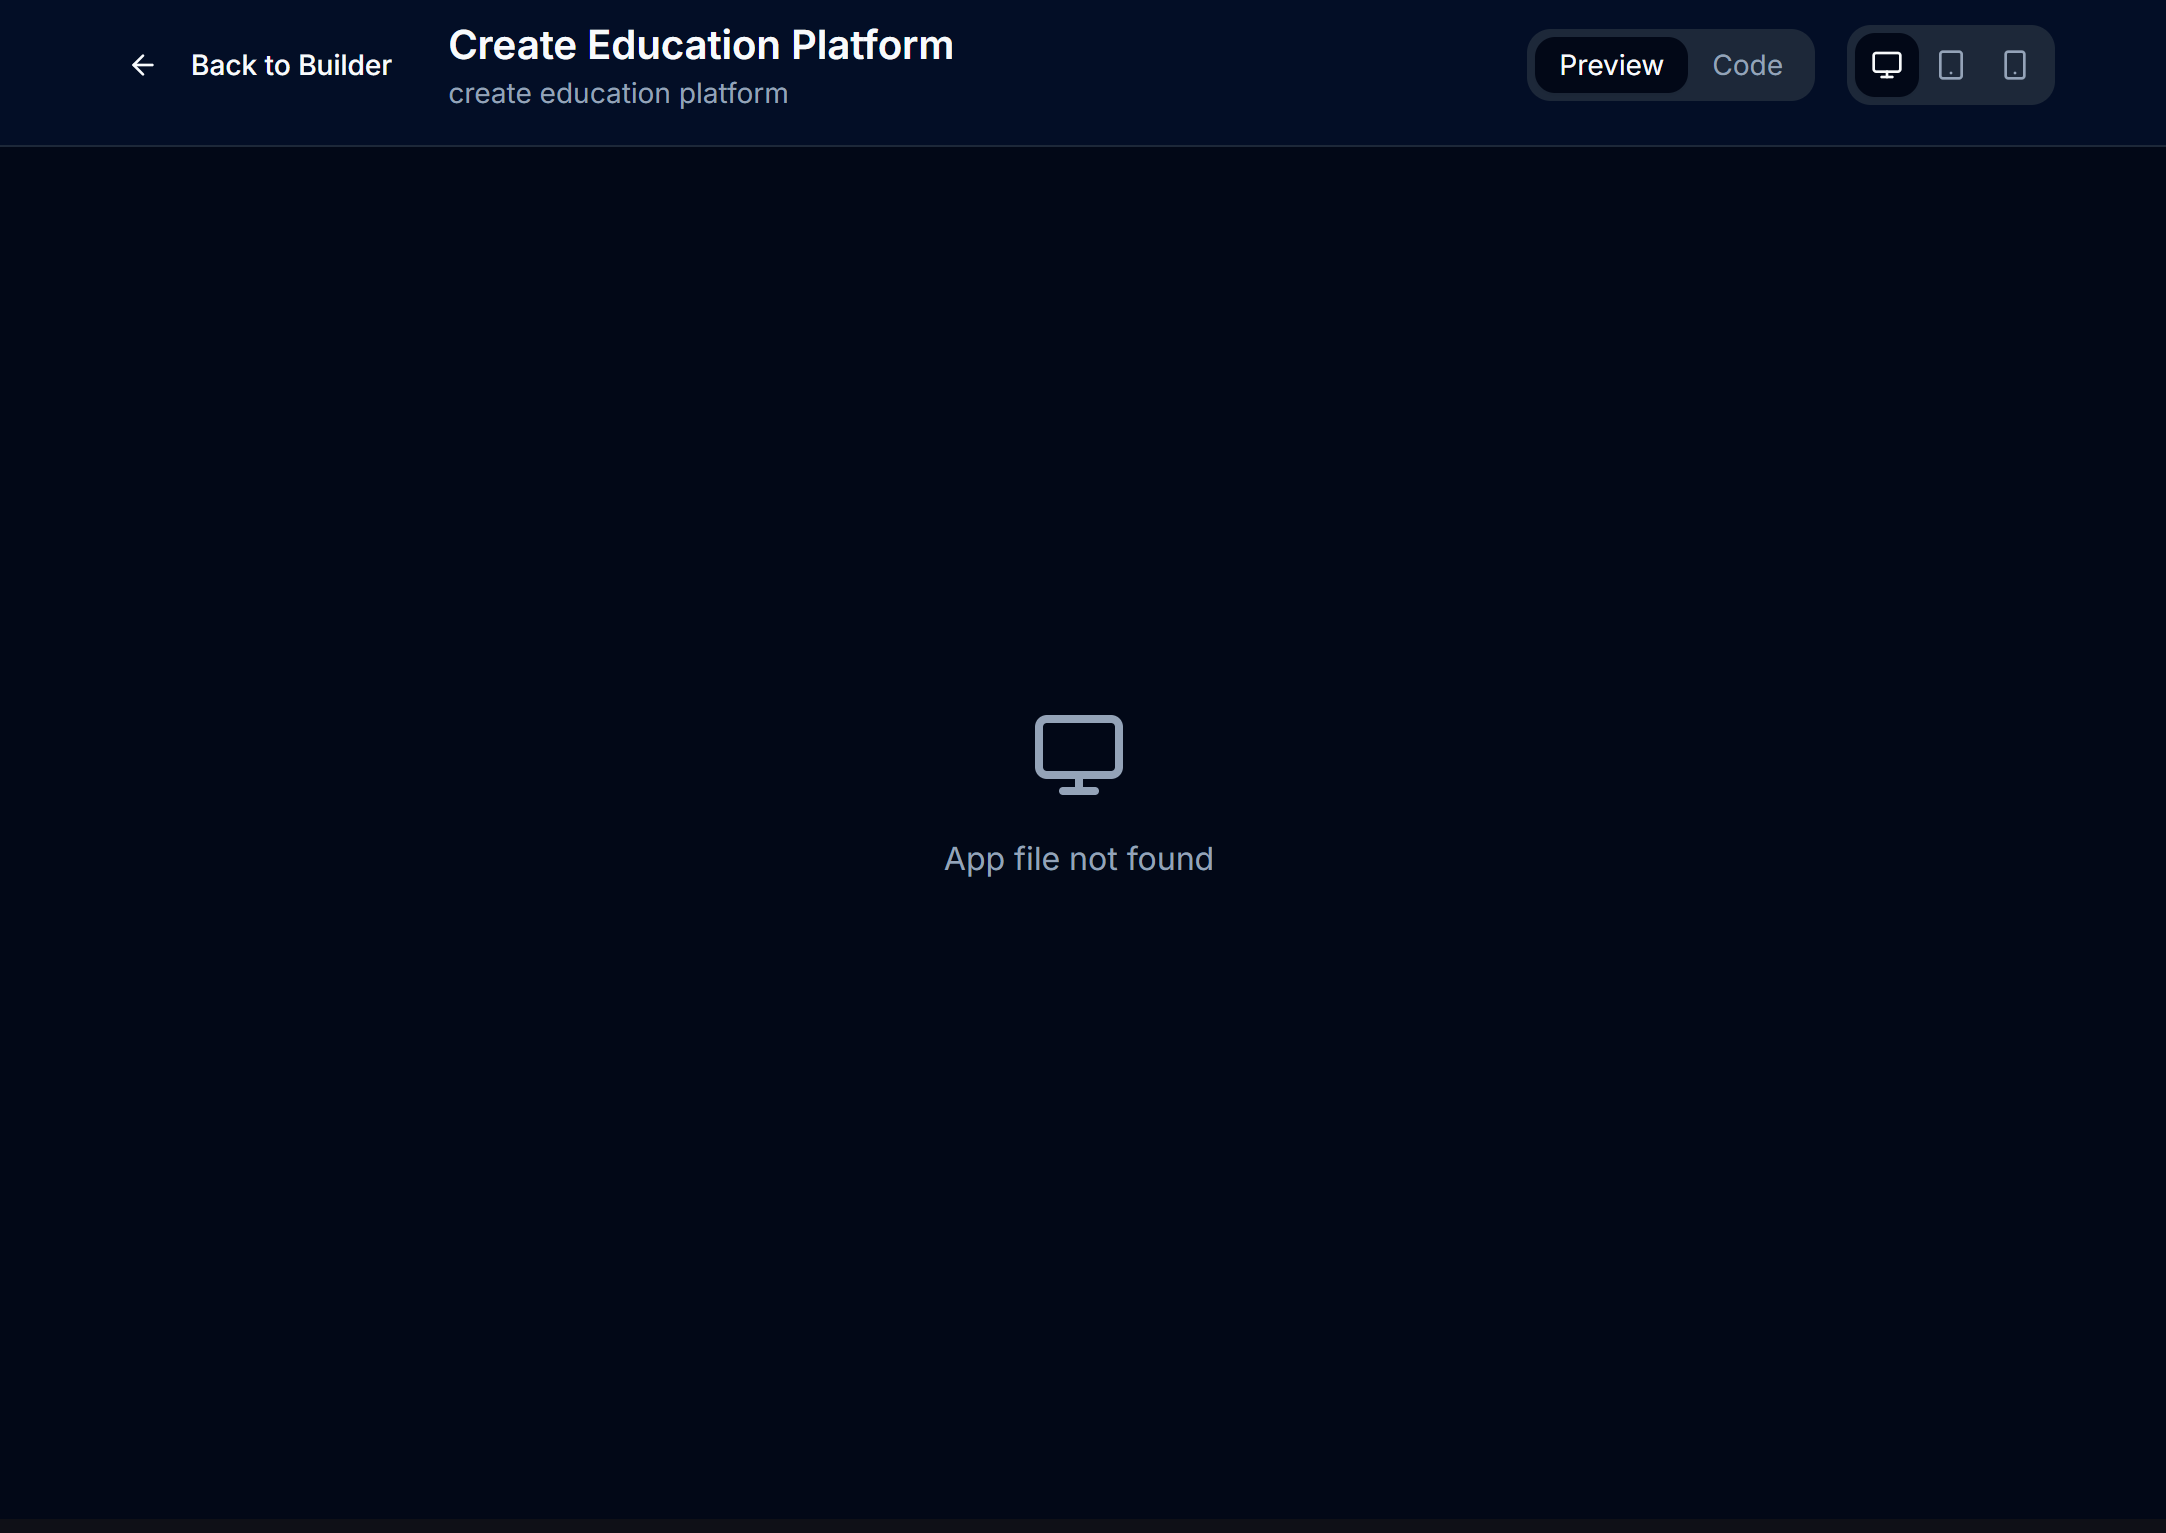 Back to Builder
Create Education Platform
create education platform
Preview
Code
App file not found